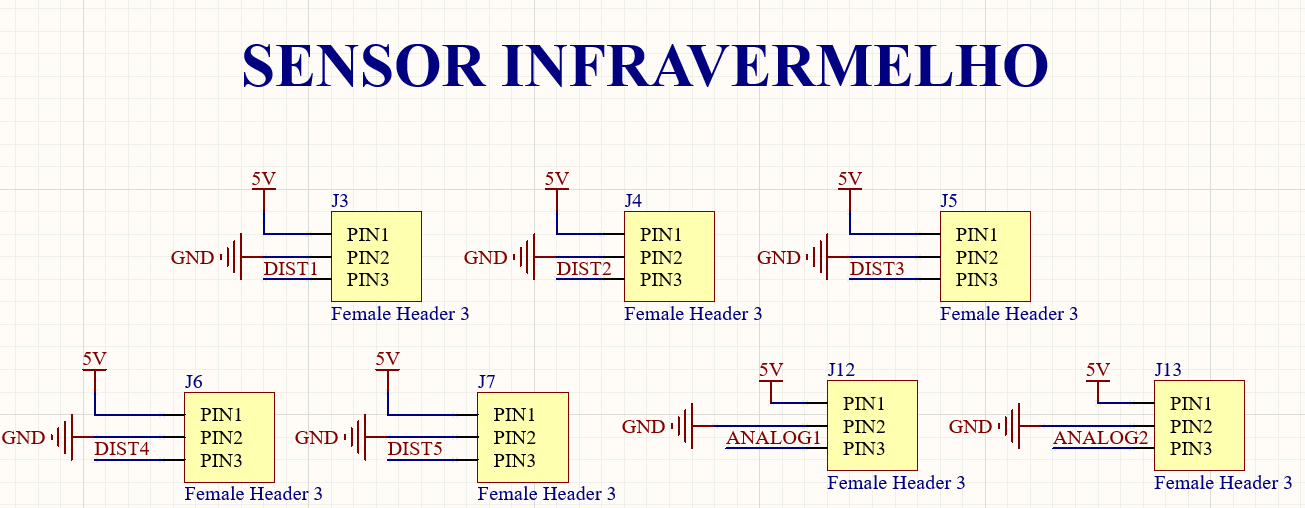 SENSOR INFRAVERMELHO
5V
J3
PIN1
GND
PIN2
DIST1
PIN3
Female Header 3
5V
J4
PIN1
GND
PIN2
DIST2
PIN3
Female Header 3
5V
J5
PIN1
GND
PIN2
DIST3
PIN3
Female Header 3
5V
J6
PIN1
GND
PIN2
DIST4
PIN3
Female Header 3
5V
J7
PIN1
GND
PIN2
DIST5
PIN3
Female Header 3
5V
J12
PIN1
GND
PIN2
ANALOG1
PIN3
Female Header 3
5V
J13
PIN1
GND
PIN2
ANALOG2
PIN3
Female Header 3